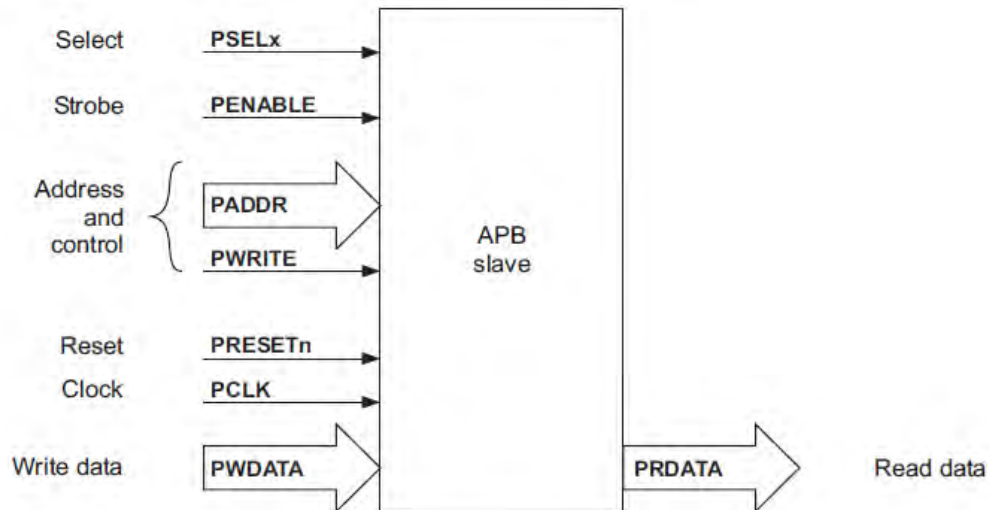 Select
PSELx
Strobe
PENABLE
Address
and
control
PADDR
PWRITE
APB
slave
Reset
PRESETn
Clock
PCLK
Write data
PWDATA
PRDATA
Read data